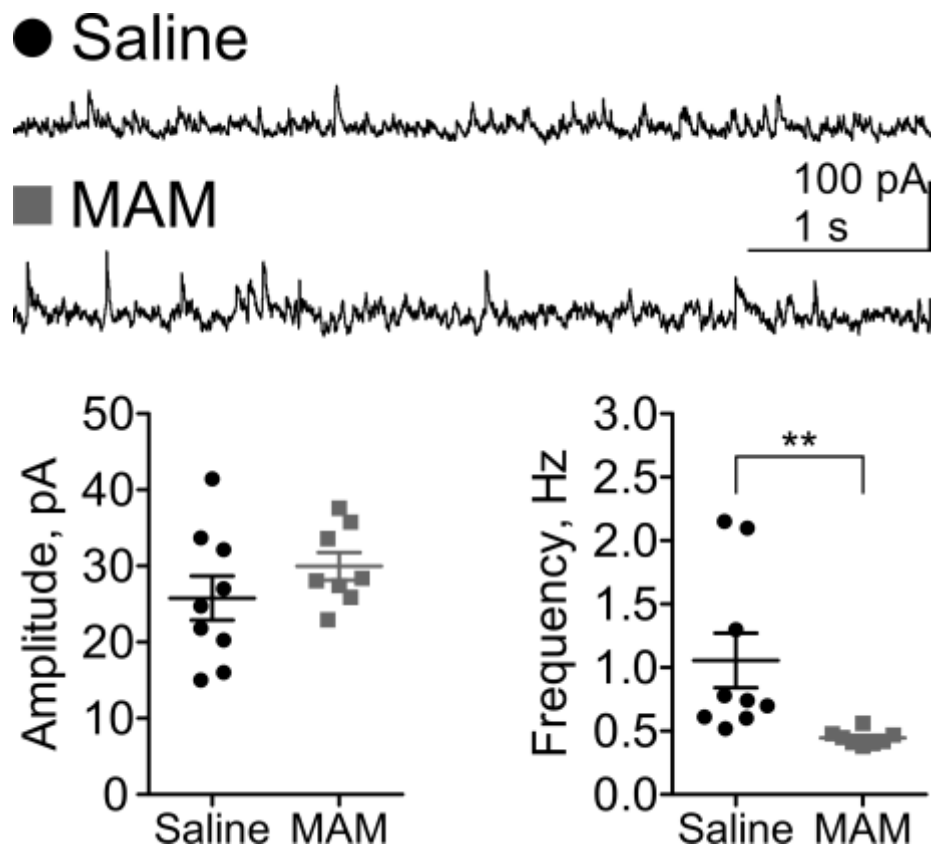 Saline
MAM
100 pA
1 s
Amplitude, pA
50
40
30
20
10
0
Saline MAM
Frequency, Hz
3.0
2.5
2.0
1.5
1.0
0.5
0.0
**
Saline MAM